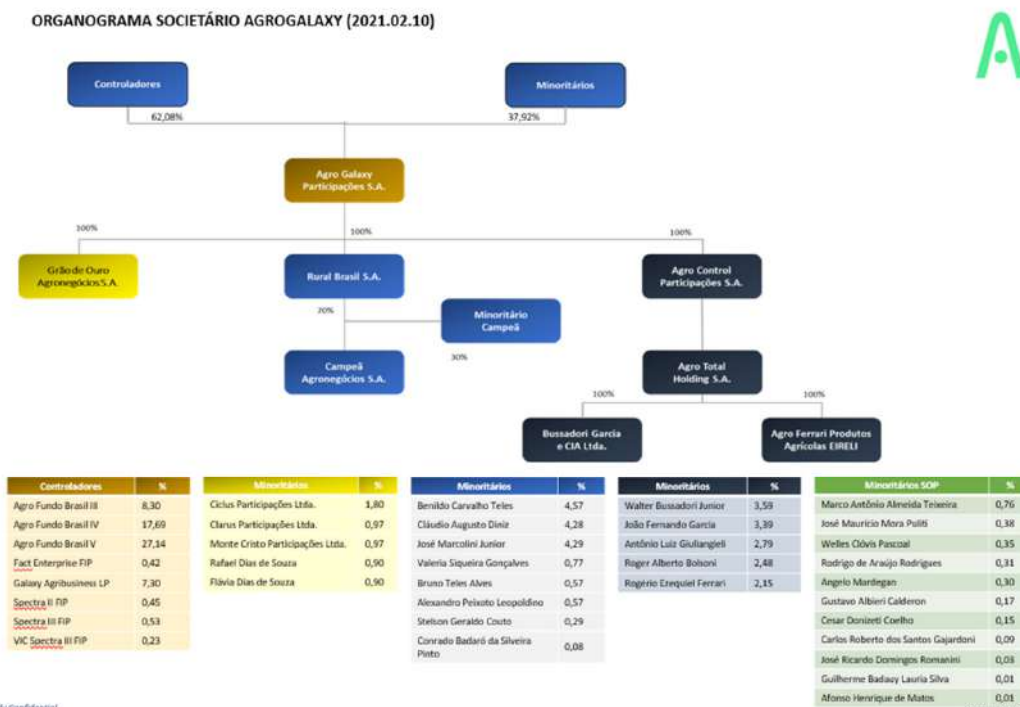 ORGANOGRAMA SOCIETÁRIO AGROGALAXY (2021.02.10)
Controladores
Minoritários
62,08%
37,92%
Agro Galaxy
Participações S.A.
100%
100%
100%
Grão de Ouro
Agronegócios S.A.
Rural Brasil S.A.
Agro Control
Participações S.A.
Minoritário
Campeã
30%
Campeã
Agronegócios S.A.
Agro Total
Holding S.A.
100%
100%
Bussadori Garcia
e CIA Ltda.
Agro Ferrari Produtos
Agrícolas EIRELI
Controladores %
Agro Fundo Brasil III 8,30
Agro Fundo Brasil IV 17,69
Agro Fundo Brasil V 27,14
Fact Enterprise FIP 0,42
Galaxy Agribusiness LP 7,30
Spectra II FIP 0,45
Spectra III FIP 0,53
VIC Spectra III FIP 0,23
Minoritários %
Ciclus Participações Ltda. 1,80
Clarus Participações Ltda. 0,97
Monte Cristo Participações Ltda. 0,97
Rafael Dias de Souza 0,90
Flávia Dias de Souza 0,90
Minoritários %
Benildo Carvalho Teles 4,57
Cláudio Augusto Diniz 4,28
José Marcolini Junior 4,29
Valeria Siqueira Gonçalves 0,77
Bruno Teles Alves 0,57
Alexandro Peixoto Leopoldino 0,57
Stelson Geraldo Couto 0,29
Conrado Badaró da Silveira
Pinto 0,08
Minoritários %
Walter Bussadori Junior 3,59
João Fernando Garcia 3,39
Antônio Luiz Giuliangieli 2,79
Roger Alberto Bolsoni 2,48
Rogério Ezequiel Ferrari 2,15
Minoritários SOP %
Marco Antônio Almeida Teixeira 0,76
José Maurício Mora Puliti 0,38
Welles Clóvis Pascoal 0,35
Rodrigo de Araújo Rodrigues 0,31
Angelo Mardegan 0,30
Gustavo Albieri Calderon 0,17
Cesar Donizeti Coelho 0,15
Carlos Roberto dos Santos Gajardoni 0,09
José Ricardo Domingos Romanini 0,03
Guilherme Badauy Lauria Silva 0,01
Afonso Henrique de Matos 0,01